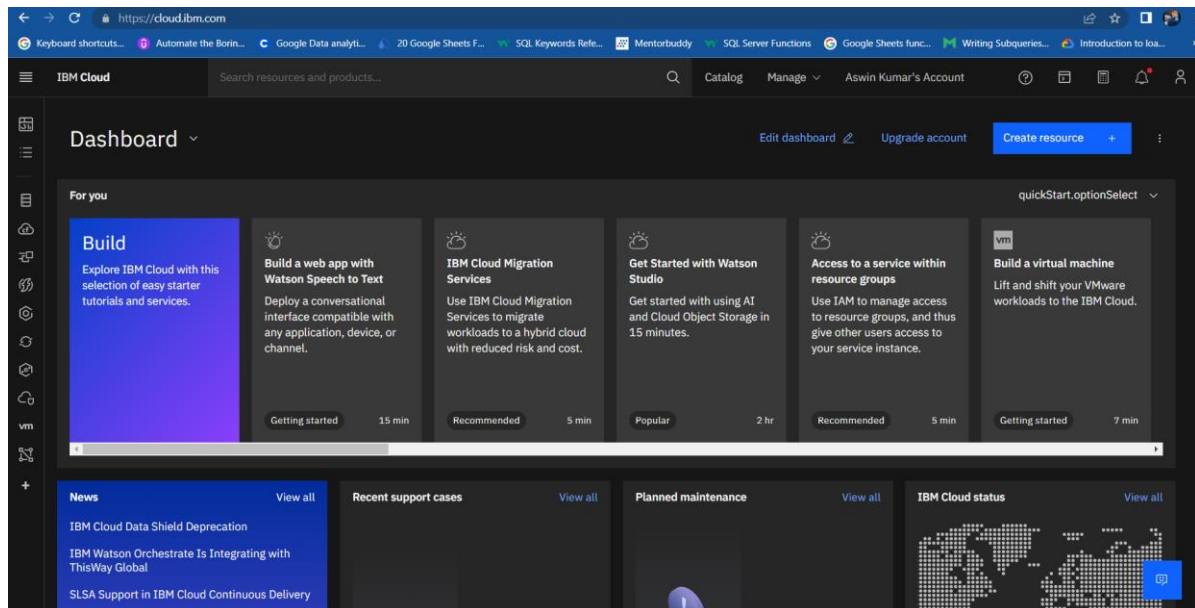 https://cloud.ibm.com
Keyboard shortcuts... Automate the Borin... Google Data analyti... 20 Google Sheets F... SQL Keywords Refe... Mentorbuddy SQL Server Functions Google Sheets func... Writing Subqueries... Introduction to loa...
IBM Cloud Search resources and products... Catalog Manage Aswin Kumar's Account
Dashboard Edit dashboard Upgrade account Create resource +
For you quickStart.optionSelect
Build
Explore IBM Cloud with this
selection of easy starter
tutorials and services.
Build a web app with
Watson Speech to Text
Deploy a conversational
interface compatible with
any application, device, or
channel.
Getting started 15 min
IBM Cloud Migration
Services
Use IBM Cloud Migration
Services to migrate
workloads to a hybrid cloud
with reduced risk and cost.
Recommended 5 min
Get Started with Watson
Studio
Get started with using AI
and Cloud Object Storage in
15 minutes.
Popular 2 hr
Access to a service within
resource groups
Use IAM to manage access
to resource groups, and thus
give other users access to
your service instance.
Recommended 5 min
vm
Build a virtual machine
Lift and shift your VMware
workloads to the IBM Cloud.
Getting started 7 min
vm
News View all
IBM Cloud Data Shield Deprecation
IBM Watson Orchestrate Is Integrating with
ThisWay Global
SLSA Support in IBM Cloud Continuous Delivery
Recent support cases View all
Planned maintenance View all
IBM Cloud status View all